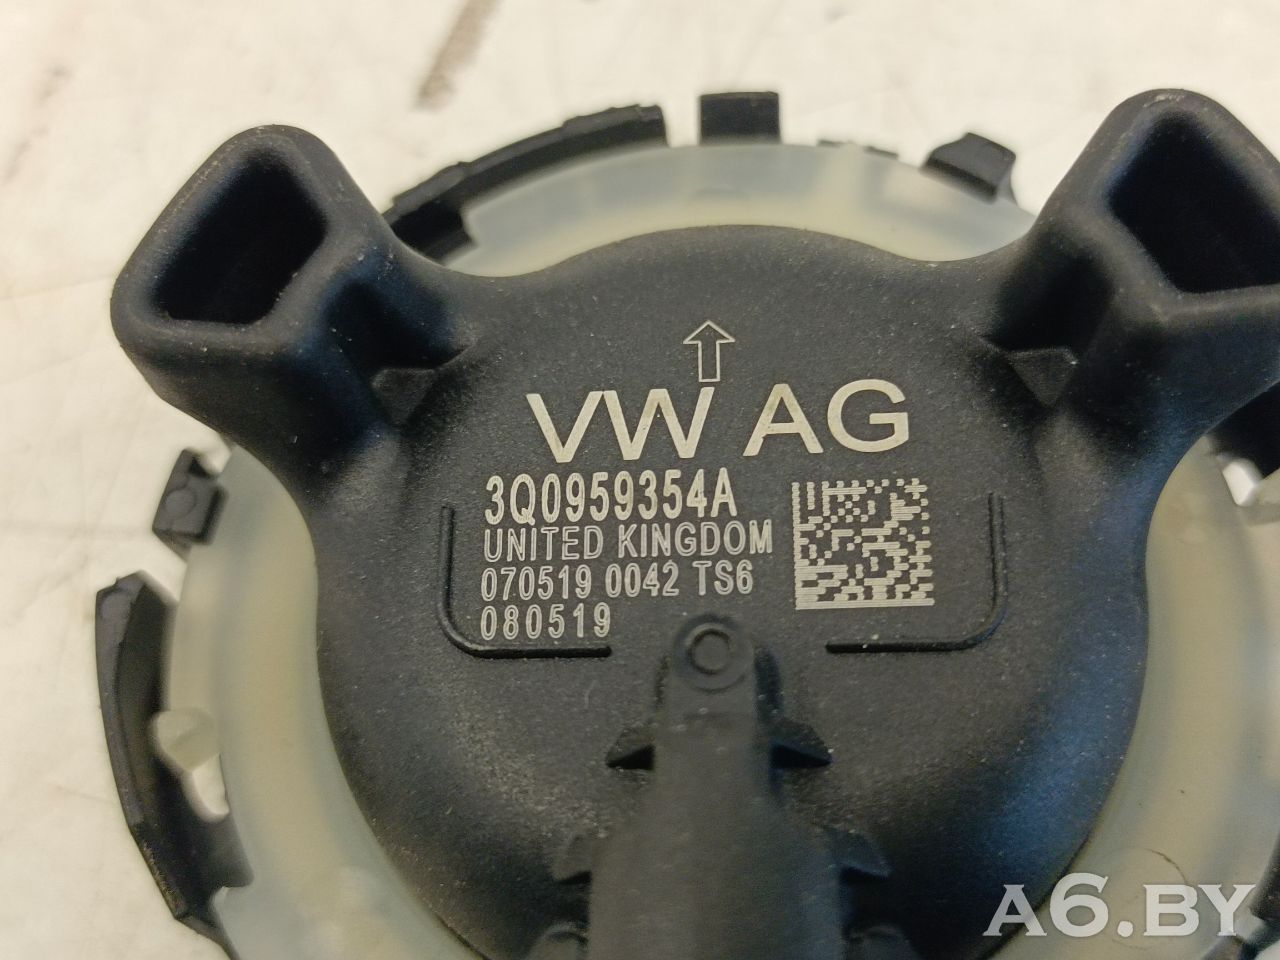 VW AG
3Q0959354A
UNITED KINGDOM
070519 0042 TS6
080519
A6.BY